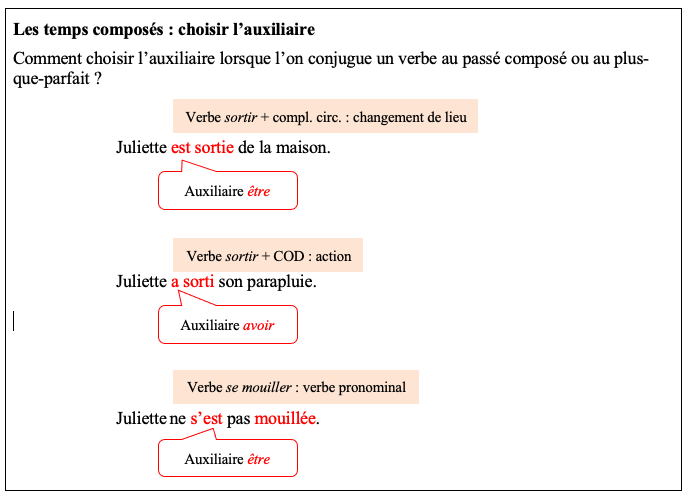 Les temps composés : choisir l’auxiliaire
Comment choisir l’auxiliaire lorsque l’on conjugue un verbe au passé composé ou au plus-
que-parfait ?
Verbe sortir + compl. circ. : changement de lieu
Juliette est sortie de la maison.
Auxiliaire être
Verbe sortir + COD : action
Juliette a sorti son parapluie.
Auxiliaire avoir
Verbe se mouiller : verbe pronominal
Juliette ne s’est pas mouillée.
Auxiliaire être